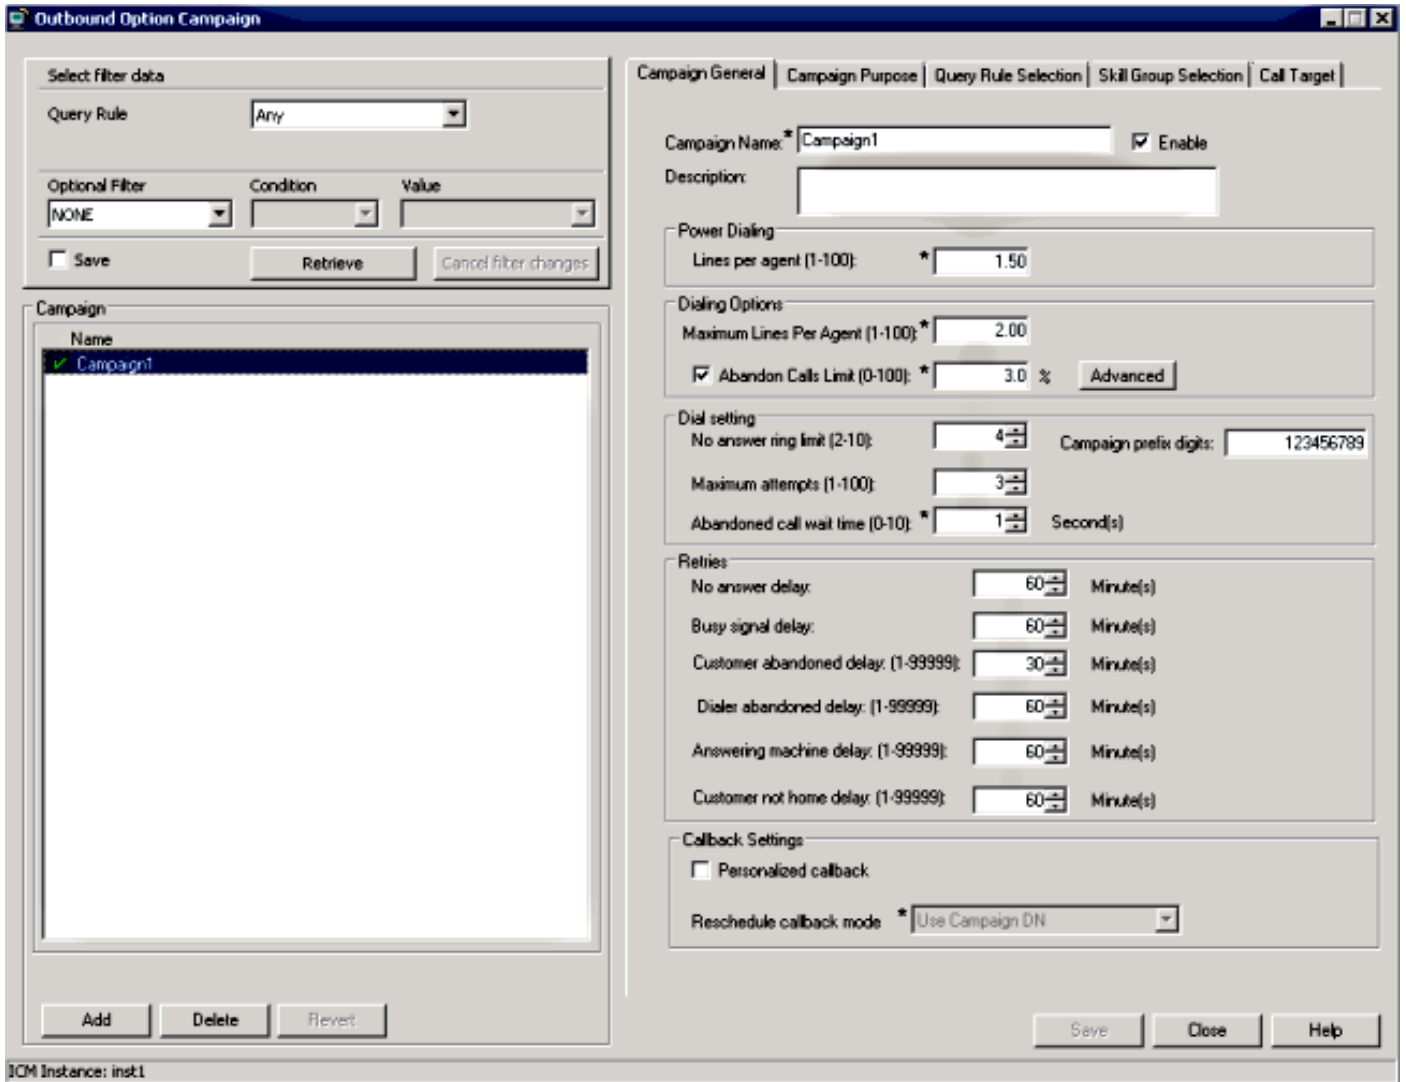 Outbound Option Campaign
Select filter data
Query Rule
Any
Optional Filter Condition Value
NONE
Save Retrieve Cancel filter changes
Campaign
Name
Campaign1
Add Delete Revert
Campaign General Campaign Purpose Query Rule Selection Skill Group Selection Call Target
Campaign Name:* Campaign1 Enable
Description:
Power Dialing
Lines per agent (1-100): * 1.50
Dialing Options
Maximum Lines Per Agent (1-100):* 2.00
Abandon Calls Limit (0-100): * 3.0 % Advanced
Dial setting
No answer ring limit (2-10): 4 Campaign prefix digits: 123456789
Maximum attempts (1-100): 3
Abandoned call wait time (0-10): * 1 Second(s)
Retries
No answer delay: 60 Minute(s)
Busy signal delay: 60 Minute(s)
Customer abandoned delay: (1-99999): 30 Minute(s)
Dialer abandoned delay: (1-99999): 60 Minute(s)
Answering machine delay: (1-99999): 60 Minute(s)
Customer not home delay: (1-99999): 60 Minute(s)
Callback Settings
Personalized callback
Reschedule callback mode * Use Campaign DN
Save Close Help
ICM Instance: inst1